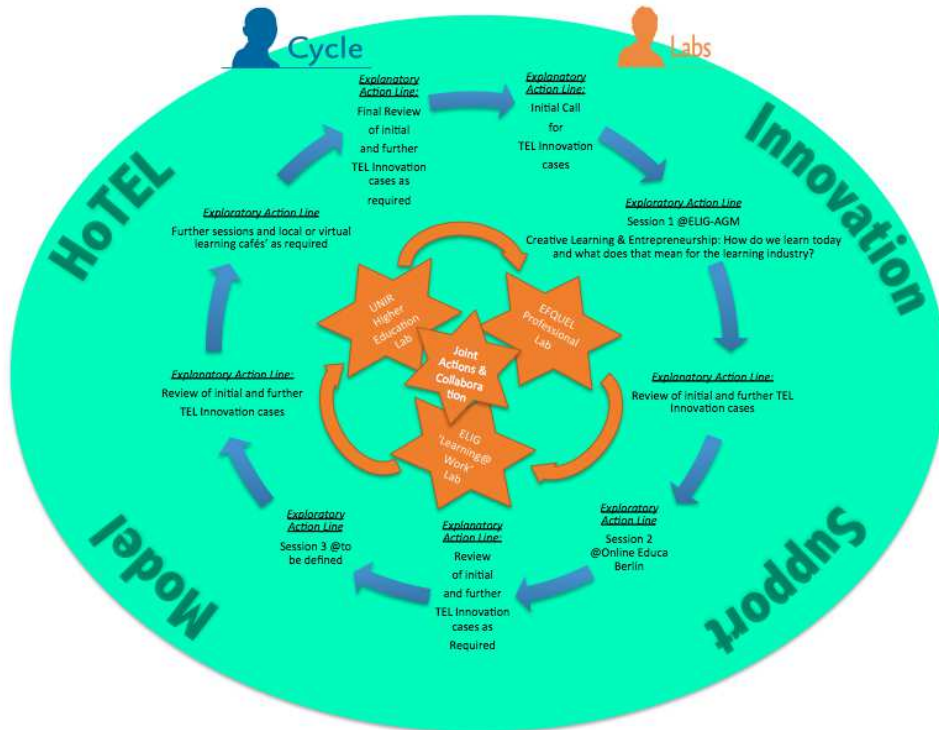 Cycle
Labs
HoTEL
Innovation
Support
Model
Explanatory
Action Line:
Initial Call
for
TEL Innovation
cases
Exploratory Action Line
Session 1 @ELIG-AGM
Creative Learning & Entrepreneurship: How do we learn today
and what does that mean for the learning industry?
Explanatory Action Line:
Review of initial and further TEL
Innovation cases
Exploratory
Action Line
Session 2
@Online Educa
Berlin
Explanatory
Action Line:
Review
of initial
and further
TEL Innovation
cases as
Required
Exploratory
Action Line
Session 3 @to
be defined
Explanatory Action Line:
Review of initial and further
TEL Innovation cases
Exploratory Action Line
Further sessions and local or virtual
learning cafés' as required
Explanatory
Action Line:
Final Review
of initial
and further
TEL Innovation
cases as
required
UNIR
Higher
Education
Lab
EFQUEL
Professional
Lab
Joint
Actions &
Collabora
tion
ELIG
'Learning@
Work'
Lab